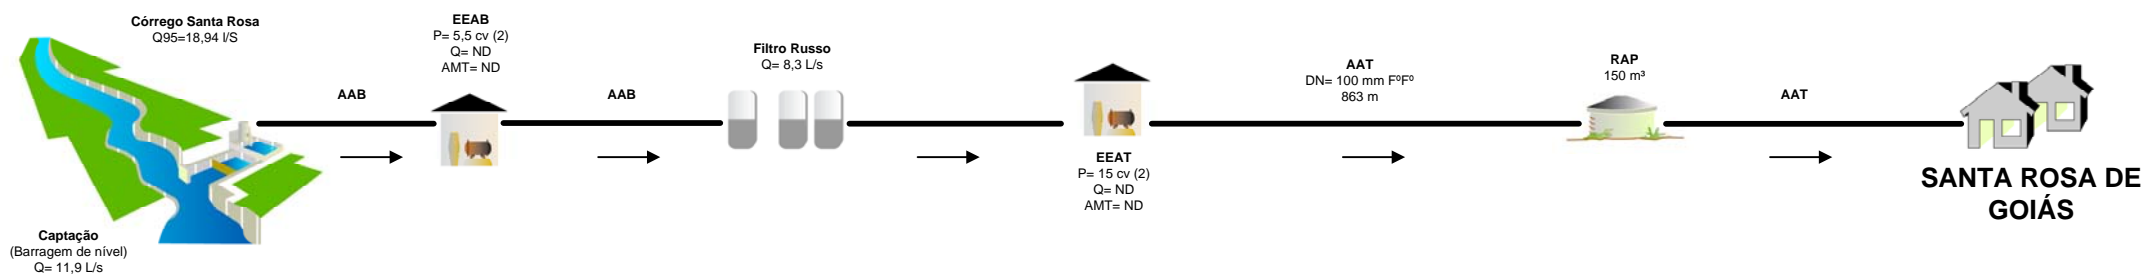 Córrego Santa Rosa
Q95=18,94 l/S
EEAB
P= 5,5 cv (2)
Q= ND
AMT= ND
AAB
AAB
Filtro Russo
Q= 8,3 L/s
EEAT
P= 15 cv (2)
Q= ND
AMT= ND
AAT
DN= 100 mm FºFº
863 m
RAP
150 m³
AAT
SANTA ROSA DE
GOIÁS
Captação
(Barragem de nível)
Q= 11,9 L/s